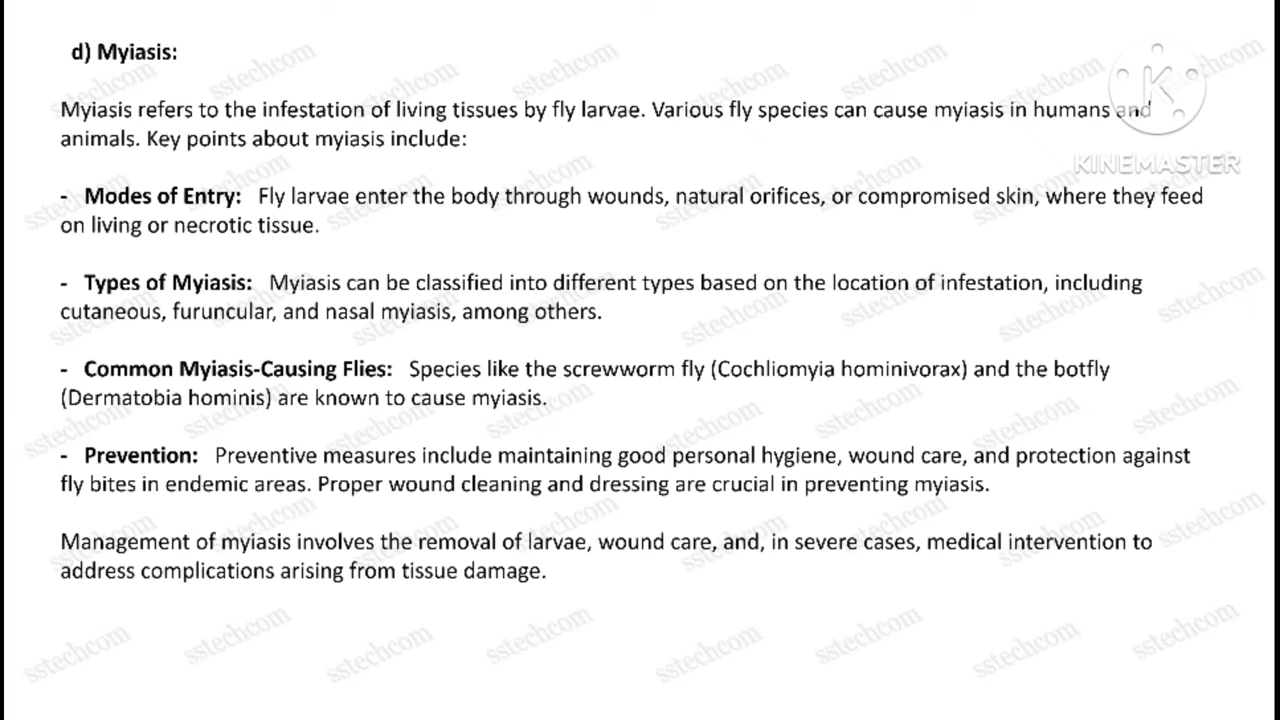 d) Myiasis:
Myiasis refers to the infestation of living tissues by fly larvae. Various fly species can cause myiasis in humans and
animals. Key points about myiasis include:
- Modes of Entry: Fly larvae enter the body through wounds, natural orifices, or compromised skin, where they feed
on living or necrotic tissue.
- Types of Myiasis: Myiasis can be classified into different types based on the location of infestation, including
cutaneous, furuncular, and nasal myiasis, among others.
- Common Myiasis-Causing Flies: Species like the screwworm fly (Cochliomyia hominivorax) and the botfly
(Dermatobia hominis) are known to cause myiasis.
- Prevention: Preventive measures include maintaining good personal hygiene, wound care, and protection against
fly bites in endemic areas. Proper wound cleaning and dressing are crucial in preventing myiasis.
Management of myiasis involves the removal of larvae, wound care, and, in severe cases, medical intervention to
address complications arising from tissue damage.
K
KINEMASTER
sstechcom